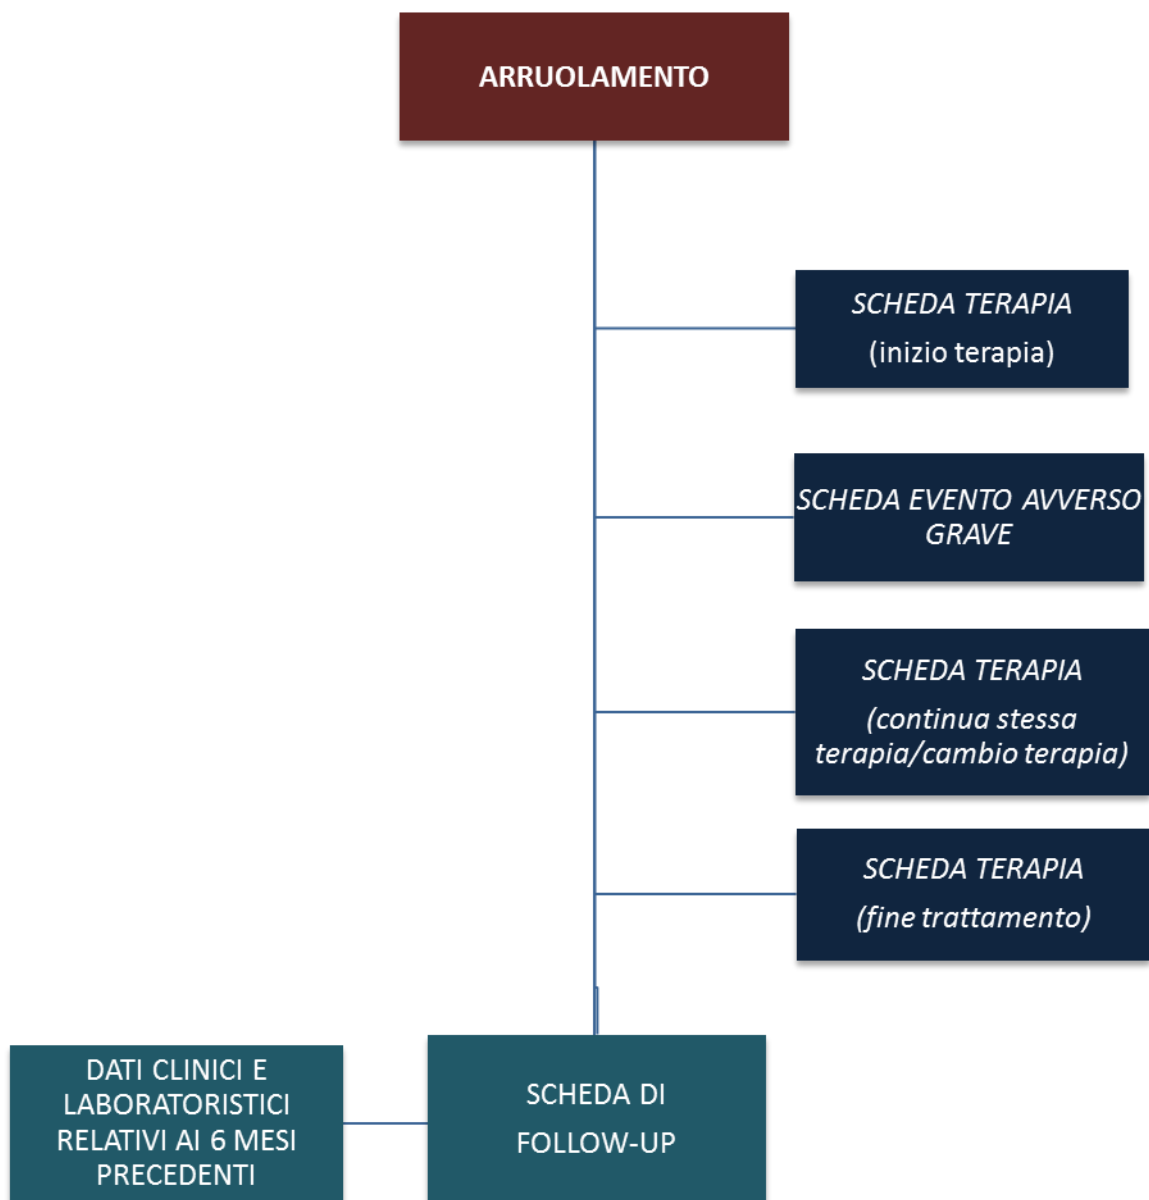 ARRUOLAMENTO
SCHEDA TERAPIA
(inizio terapia)
SCHEDA EVENTO AVVERSO
GRAVE
SCHEDA TERAPIA
(continua stessa
terapia/cambio terapia)
SCHEDA TERAPIA
(fine trattamento)
DATI CLINICI E
LABORATORISTICI
RELATIVI AI 6 MESI
PRECEDENTI
SCHEDA DI
FOLLOW-UP